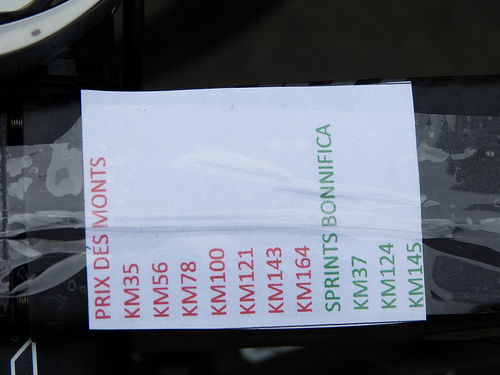 PRIX DES MONTS
KM35
KM56
KM78
KM100
KM121
KM143
KM164
SPRINTS BONNIFICA
KM37
KM124
KM145